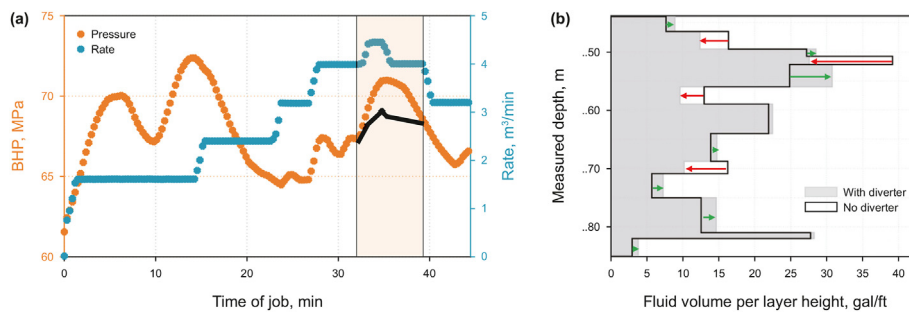 (a)
Pressure
Rate
75
70
65
60
BHP, MPa
0
10
20
30
40
Time of job, min
5
4
3
2
1
0
Rate, m³/min
(b)
..50
..60
..70
..80
Measured depth, m
With diverter
No diverter
0
5
10
15
20
25
30
35
40
Fluid volume per layer height, gal/ft